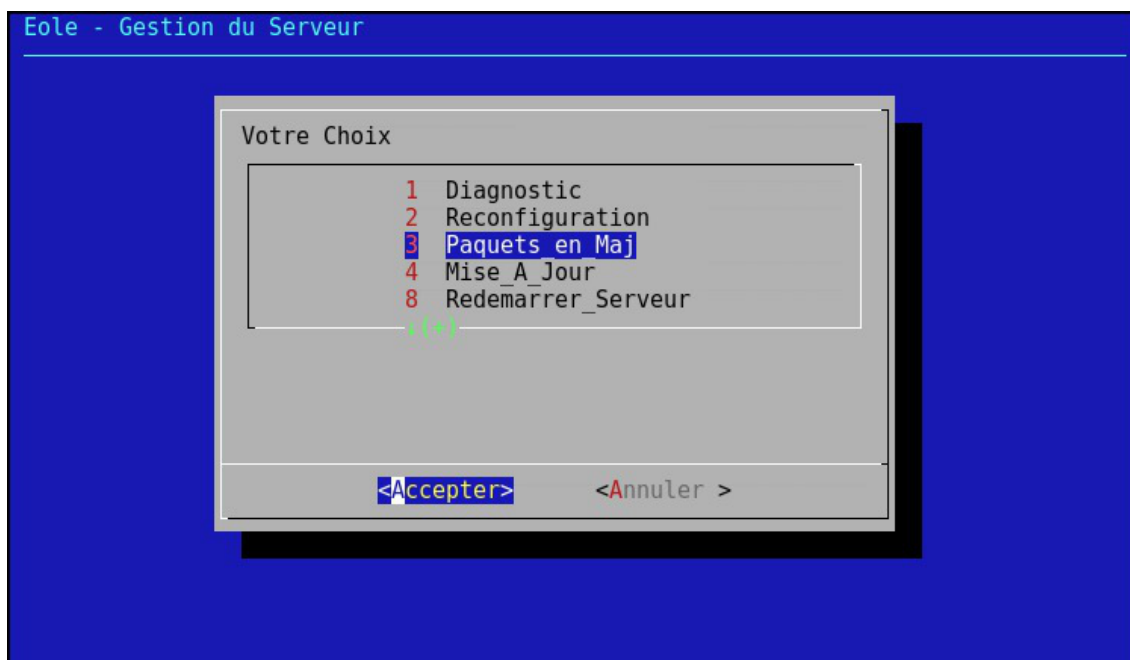 Eole - Gestion du Serveur
Votre Choix
1 Diagnostic
2 Reconfiguration
3 Paquets_en_Maj
4 Mise_A_Jour
8 Redemarrer_Serveur
↓(+)
<Accepter> <Annuler >